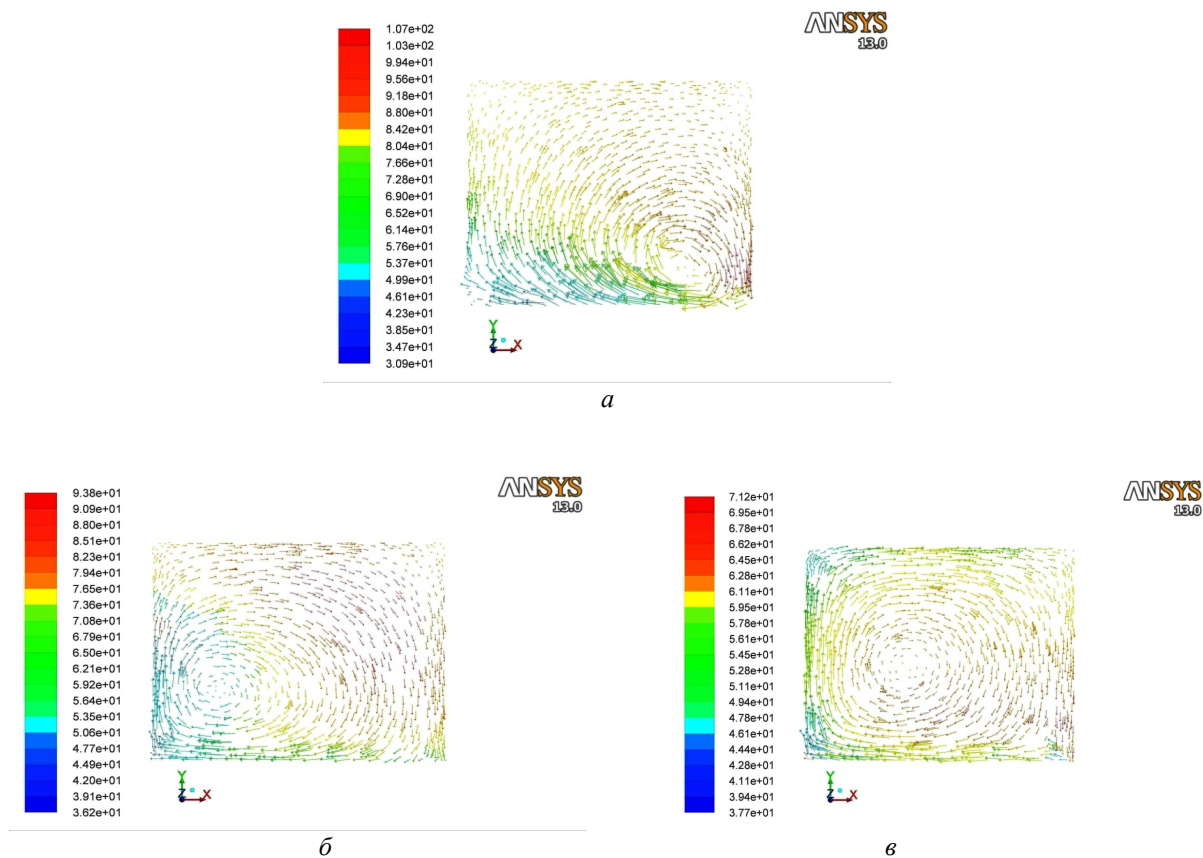 ANSYS
13.0
1.07e+02
1.03e+02
9.94e+01
9.56e+01
9.18e+01
8.80e+01
8.42e+01
8.04e+01
7.66e+01
7.28e+01
6.90e+01
6.52e+01
6.14e+01
5.76e+01
5.37e+01
4.99e+01
4.61e+01
4.23e+01
3.85e+01
3.47e+01
3.09e+01
Y
Z X
а
ANSYS
13.0
9.38e+01
9.09e+01
8.80e+01
8.51e+01
8.23e+01
7.94e+01
7.65e+01
7.36e+01
7.08e+01
6.79e+01
6.50e+01
6.21e+01
5.92e+01
5.64e+01
5.35e+01
5.06e+01
4.77e+01
4.49e+01
4.20e+01
3.91e+01
3.62e+01
Y
Z X
б
ANSYS
13.0
7.12e+01
6.95e+01
6.78e+01
6.62e+01
6.45e+01
6.28e+01
6.11e+01
5.95e+01
5.78e+01
5.61e+01
5.45e+01
5.28e+01
5.11e+01
4.94e+01
4.78e+01
4.61e+01
4.44e+01
4.28e+01
4.11e+01
3.94e+01
3.77e+01
Y
Z X
в